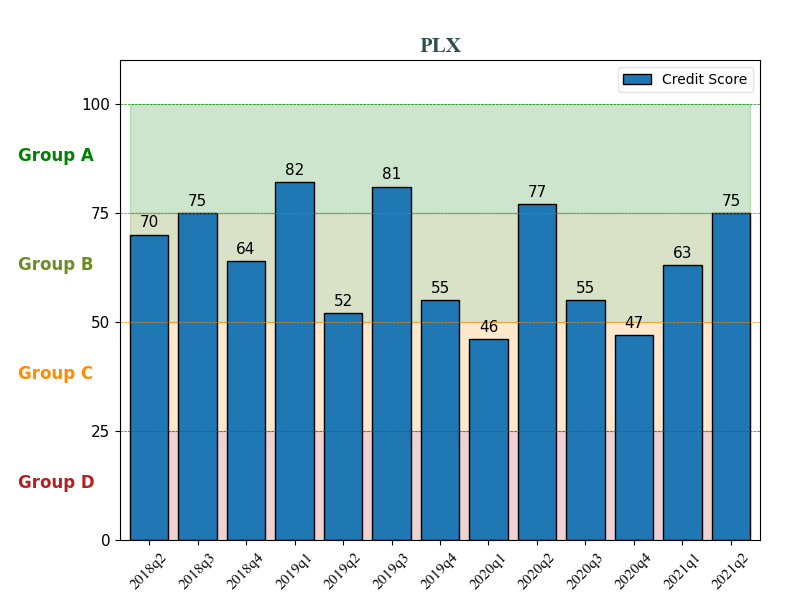 PLX
Credit Score
100
75
50
25
0
Group A
Group B
Group C
Group D
70
75
64
82
52
81
55
46
77
55
47
63
75
2018q2
2018q3
2018q4
2019q1
2019q2
2019q3
2019q4
2020q1
2020q2
2020q3
2020q4
2021q1
2021q2